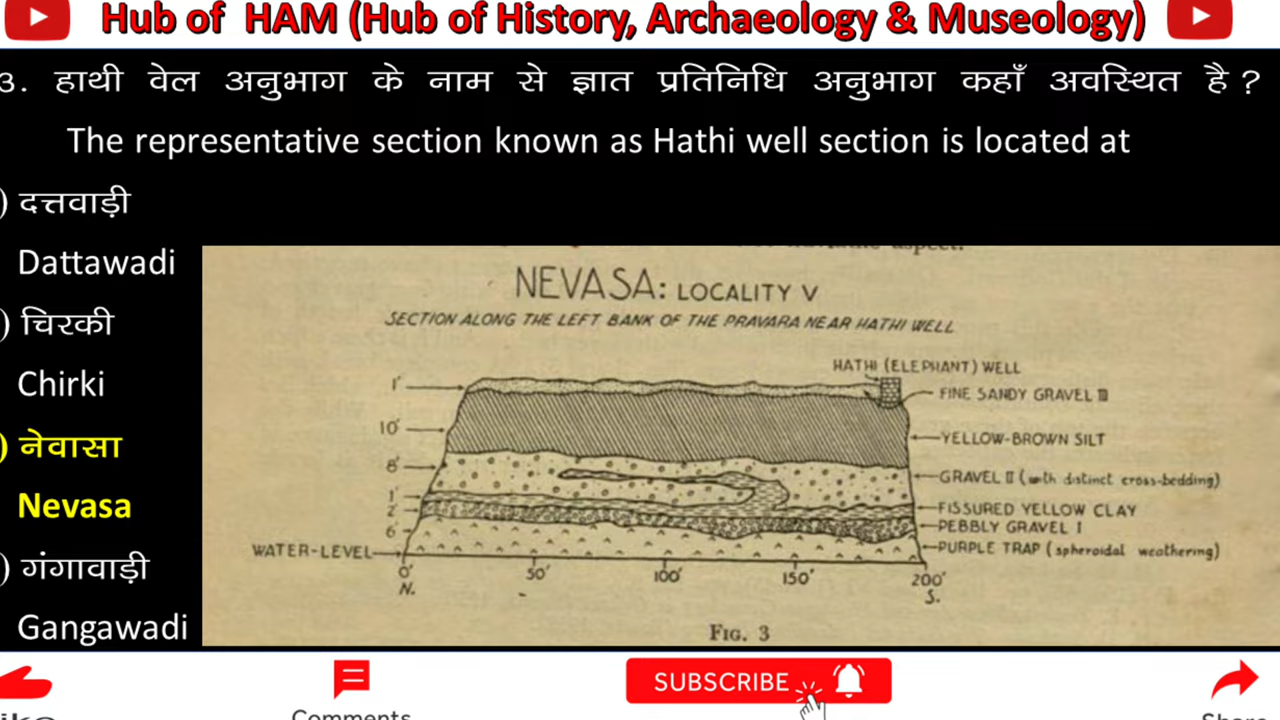 Hub of HAM (Hub of History, Archaeology & Museology)
3. हाथी वेल अनुभाग के नाम से ज्ञात प्रतिनिधि अनुभाग कहाँ अवस्थित है ?
The representative section known as Hathi well section is located at
) दत्तवाड़ी
Dattawadi
) चिरकी
Chirki
) नेवासा
Nevasa
) गंगावाड़ी
Gangawadi
aspect.
NEVASA: LOCALITY V
SECTION ALONG THE LEFT BANK OF THE PRAVARA NEAR HATHI WELL
HATHI (ELEPHANT) WELL
1'
FINE SANDY GRAVEL III
10'
YELLOW-BROWN SILT
8'
GRAVEL II (with distinct cross-bedding)
1'
FISSURED YELLOW CLAY
2'
PEBBLY GRAVEL I
6'
PURPLE TRAP (spheroidal weathering)
WATER-LEVEL
0' 50' 100' 150' 200'
N. S.
FIG. 3
SUBSCRIBE
Comments
Share